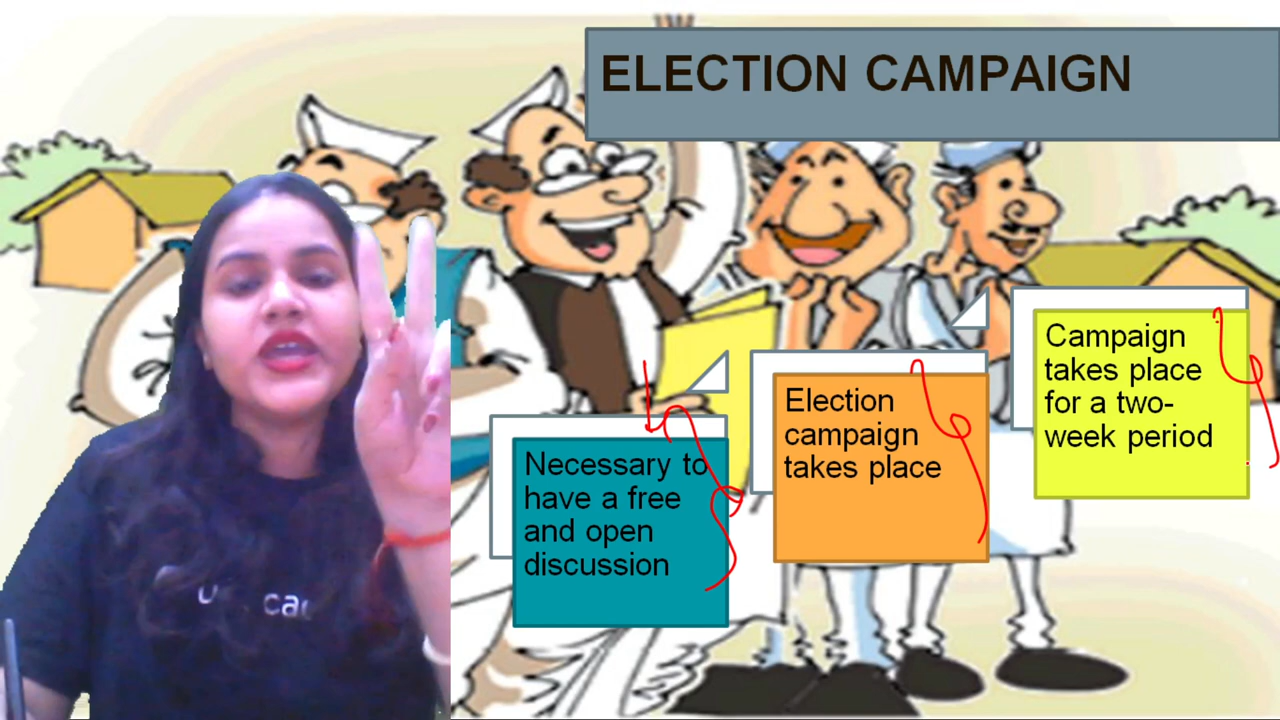 ELECTION CAMPAIGN
Necessary to
have a free
and open
discussion
Election
campaign
takes place
Campaign
takes place
for a two-
week period